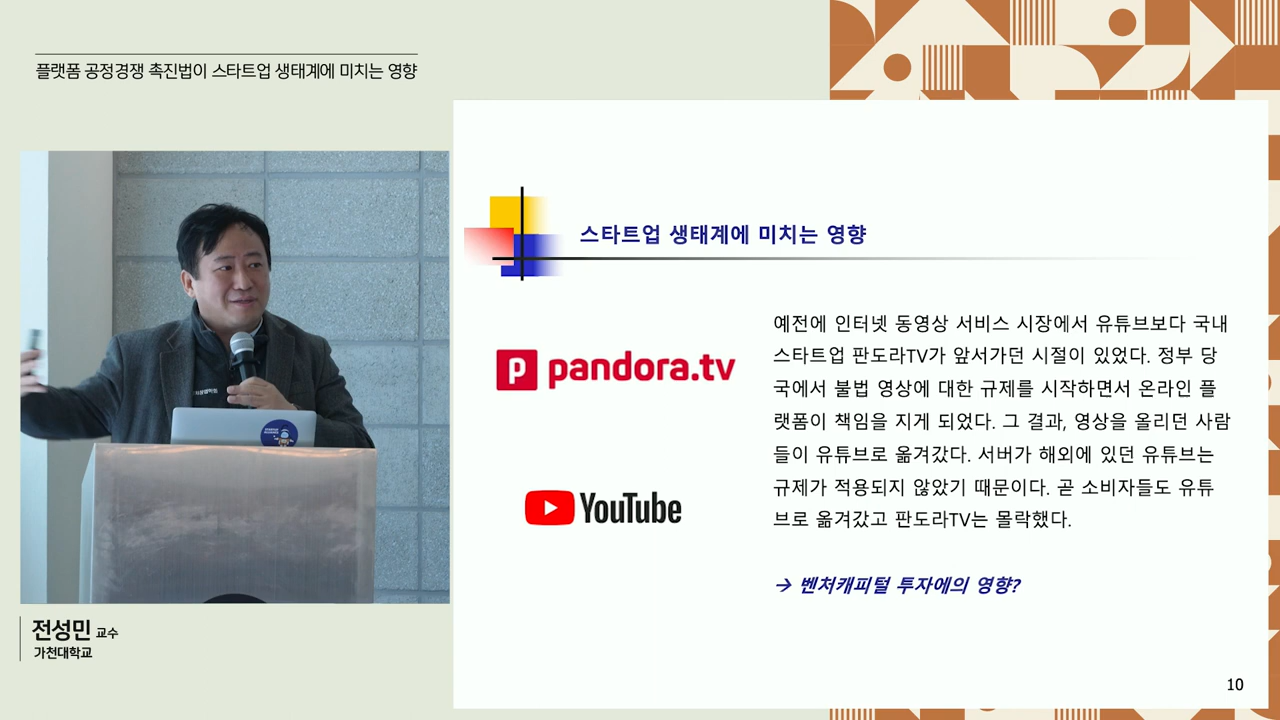 플랫폼 공정경쟁 촉진법이 스타트업 생태계에 미치는 영향
스타트업 생태계에 미치는 영향
pandora.tv
YouTube
예전에 인터넷 동영상 서비스 시장에서 유튜브보다 국내
스타트업 판도라TV가 앞서가던 시절이 있었다. 정부 당
국에서 불법 영상에 대한 규제를 시작하면서 온라인 플
랫폼이 책임을 지게 되었다. 그 결과, 영상을 올리던 사람
들이 유튜브로 옮겨갔다. 서버가 해외에 있던 유튜브는
규제가 적용되지 않았기 때문이다. 곧 소비자들도 유튜
브로 옮겨갔고 판도라TV는 몰락했다.
→ 벤처캐피털 투자에의 영향?
10
전성민 교수
가천대학교